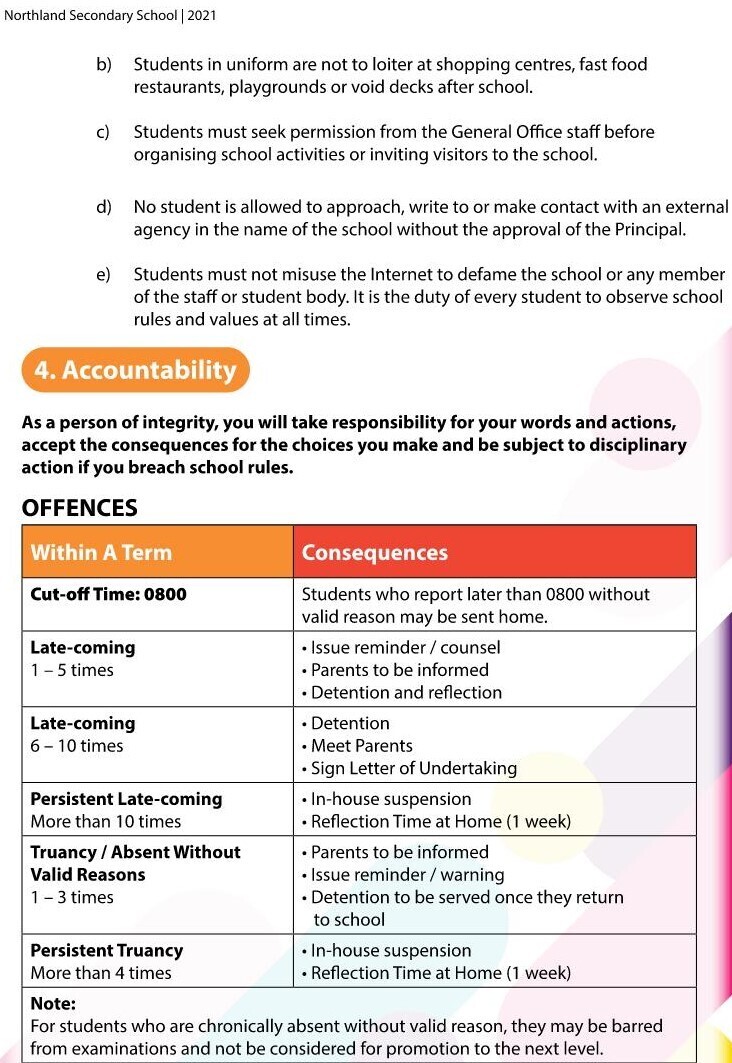 Northland Secondary School | 2021
b) Students in uniform are not to loiter at shopping centres, fast food
restaurants, playgrounds or void decks after school.
c) Students must seek permission from the General Office staff before
organising school activities or inviting visitors to the school.
d) No student is allowed to approach, write to or make contact with an external
agency in the name of the school without the approval of the Principal.
e) Students must not misuse the Internet to defame the school or any member
of the staff or student body. It is the duty of every student to observe school
rules and values at all times.
4. Accountability
As a person of integrity, you will take responsibility for your words and actions,
accept the consequences for the choices you make and be subject to disciplinary
action if you breach school rules.
OFFENCES
Within A Term
Consequences
Cut-off Time: 0800
Students who report later than 0800 without
valid reason may be sent home.
Late-coming
1 – 5 times
• Issue reminder / counsel
• Parents to be informed
• Detention and reflection
Late-coming
6 – 10 times
• Detention
• Meet Parents
• Sign Letter of Undertaking
Persistent Late-coming
More than 10 times
• In-house suspension
• Reflection Time at Home (1 week)
Truancy / Absent Without
Valid Reasons
1 – 3 times
• Parents to be informed
• Issue reminder / warning
• Detention to be served once they return
to school
Persistent Truancy
More than 4 times
• In-house suspension
• Reflection Time at Home (1 week)
Note:
For students who are chronically absent without valid reason, they may be barred
from examinations and not be considered for promotion to the next level.